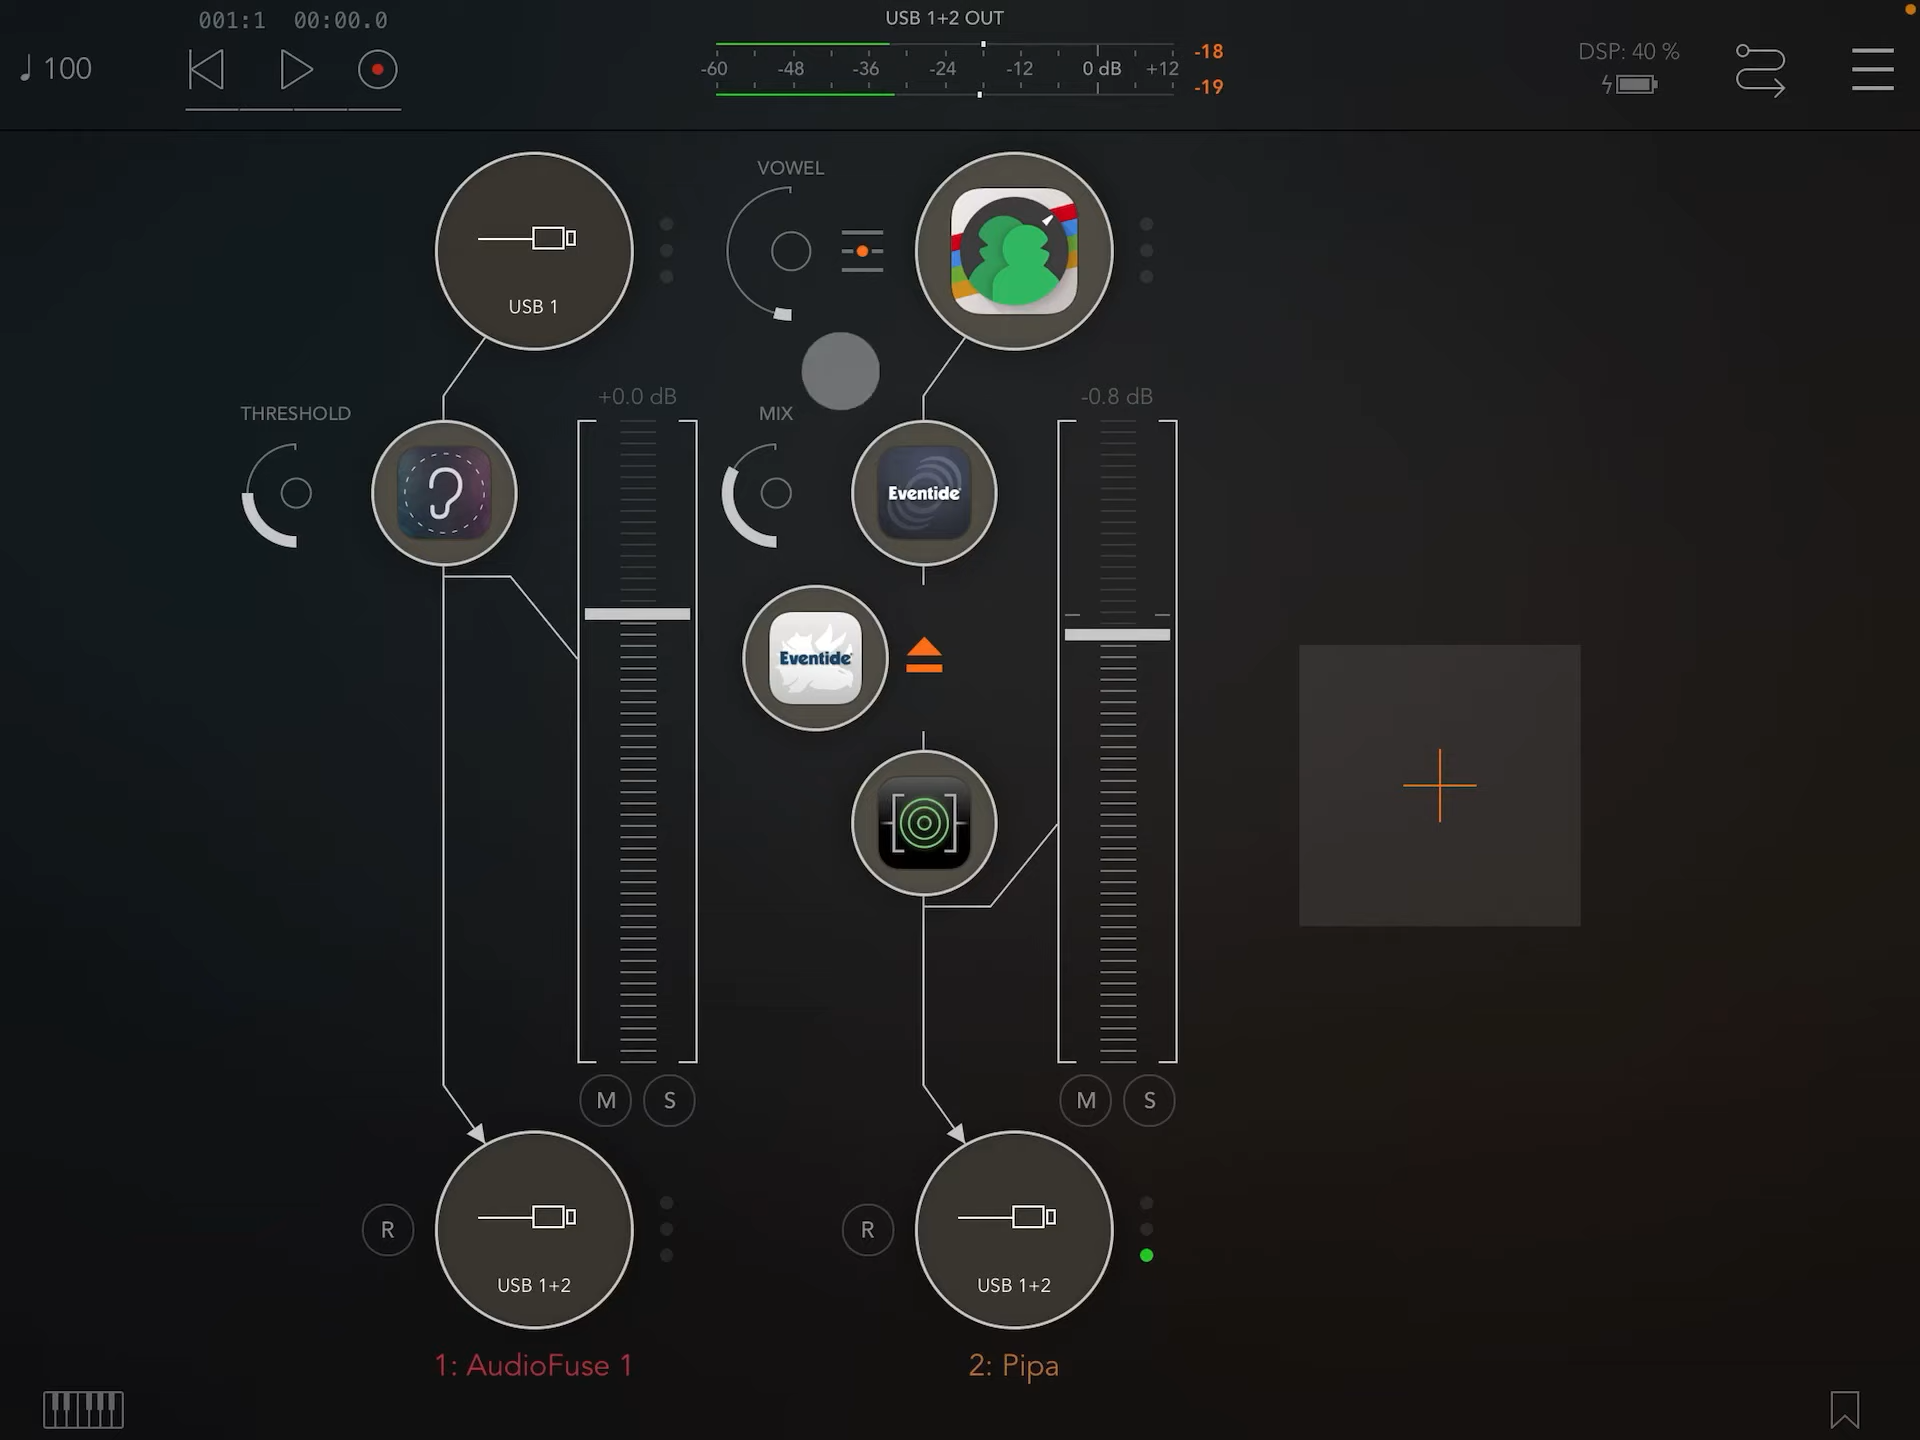 001:1 00:00.0
USB 1+2 OUT
100
-60 -48 -36 -24 -12 0 dB +12
-18
-19
DSP: 40 %
VOWEL
USB 1
+0.0 dB
-0.8 dB
THRESHOLD
MIX
Eventide
Eventide
M S
M S
R
R
USB 1+2
USB 1+2
1: AudioFuse 1
2: Pipa